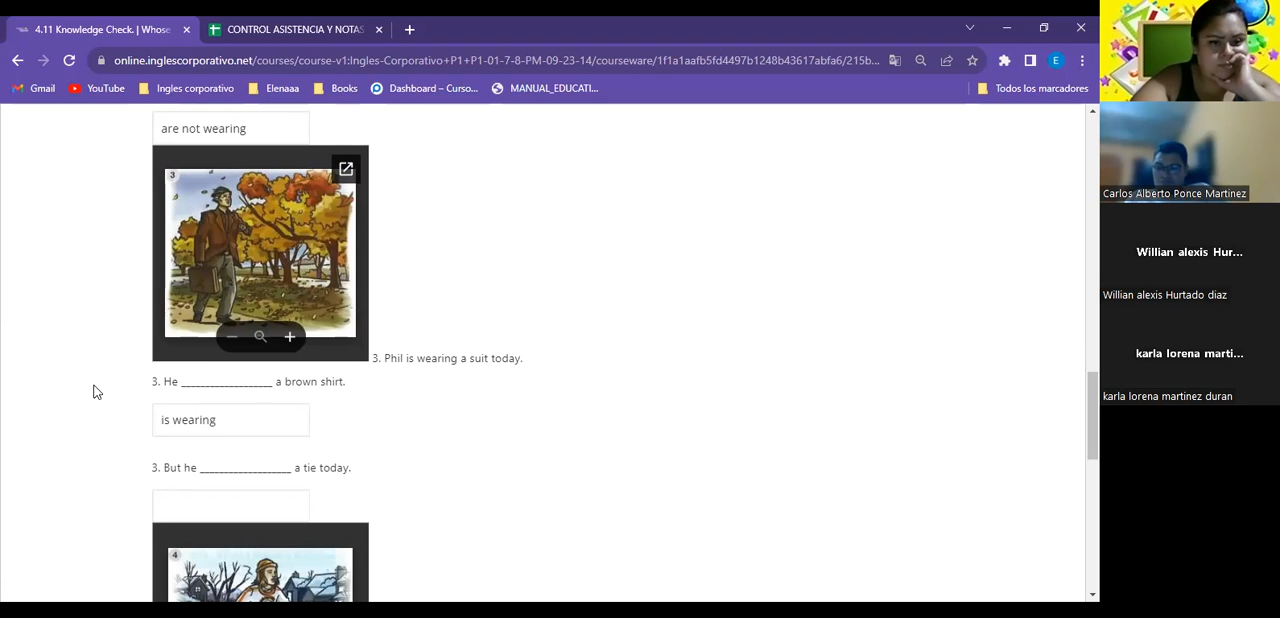 4.11 Knowledge Check. | Whose
CONTROL ASISTENCIA Y NOTAS
online.inglescorporativo.net/courses/course-v1:Ingles-Corporativo+P1+P1-01-7-8-PM-09-23-14/courseware/1f1a1aafb5fd4497b1248b43617abfa6/215b...
E
Gmail
YouTube
Ingles corporativo
Elenaaa
Books
Dashboard – Curso...
MANUAL_EDUCATI...
Todos los marcadores
are not wearing
3
3. Phil is wearing a suit today.
3. He __________________ a brown shirt.
is wearing
3. But he __________________ a tie today.
4
Carlos Alberto Ponce Martinez
Willian alexis Hur...
Willian alexis Hurtado diaz
karla lorena marti...
karla lorena martinez duran